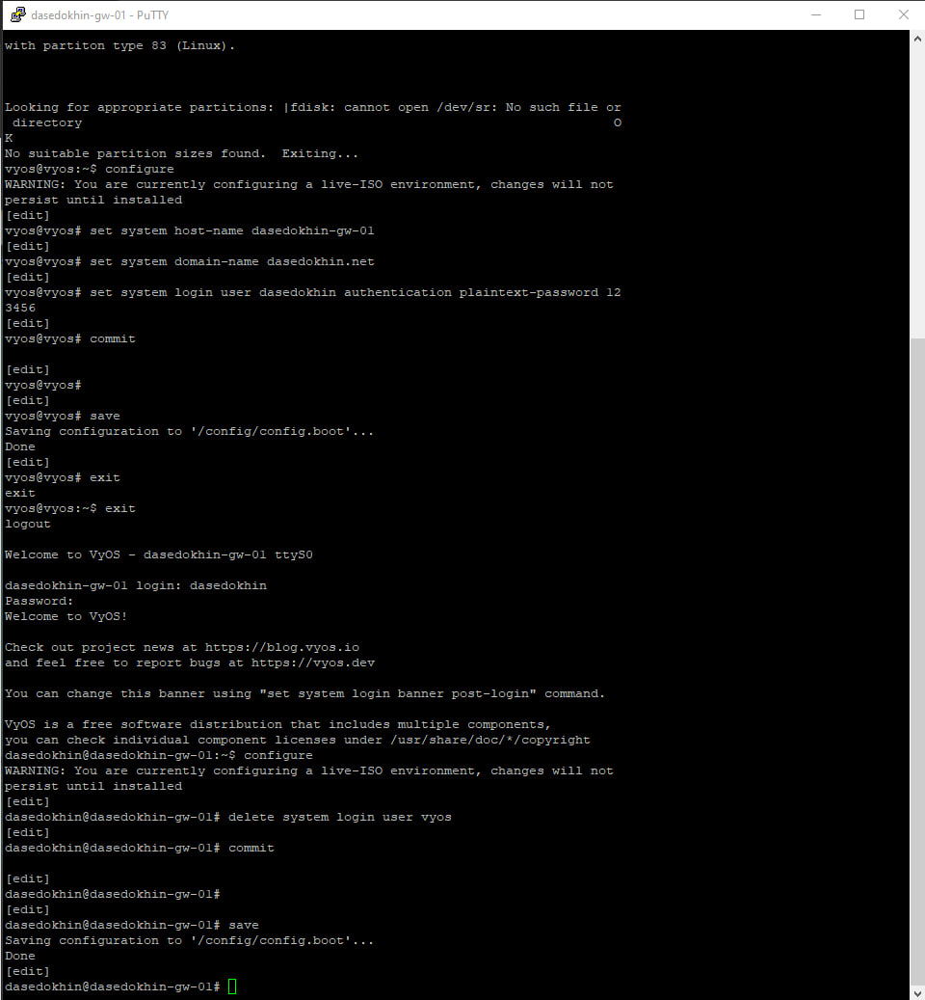 dasedokhin-gw-01 - PuTTY
with partiton type 83 (Linux).
Looking for appropriate partitions: |fdisk: cannot open /dev/sr: No such file or
 directory                                                                     O
K
No suitable partition sizes found.  Exiting...
vyos@vyos:~$ configure
WARNING: You are currently configuring a live-ISO environment, changes will not
persist until installed
[edit]
vyos@vyos# set system host-name dasedokhin-gw-01
[edit]
vyos@vyos# set system domain-name dasedokhin.net
[edit]
vyos@vyos# set system login user dasedokhin authentication plaintext-password 12
3456
[edit]
vyos@vyos# commit
[edit]
vyos@vyos#
[edit]
vyos@vyos# save
Saving configuration to '/config/config.boot'...
Done
[edit]
vyos@vyos# exit
exit
vyos@vyos:~$ exit
logout
Welcome to VyOS - dasedokhin-gw-01 ttyS0
dasedokhin-gw-01 login: dasedokhin
Password:
Welcome to VyOS!
Check out project news at https://blog.vyos.io
and feel free to report bugs at https://vyos.dev
You can change this banner using "set system login banner post-login" command.
VyOS is a free software distribution that includes multiple components,
you can check individual component licenses under /usr/share/doc/*/copyright
dasedokhin@dasedokhin-gw-01:~$ configure
WARNING: You are currently configuring a live-ISO environment, changes will not
persist until installed
[edit]
dasedokhin@dasedokhin-gw-01# delete system login user vyos
[edit]
dasedokhin@dasedokhin-gw-01# commit
[edit]
dasedokhin@dasedokhin-gw-01#
[edit]
dasedokhin@dasedokhin-gw-01# save
Saving configuration to '/config/config.boot'...
Done
[edit]
dasedokhin@dasedokhin-gw-01#